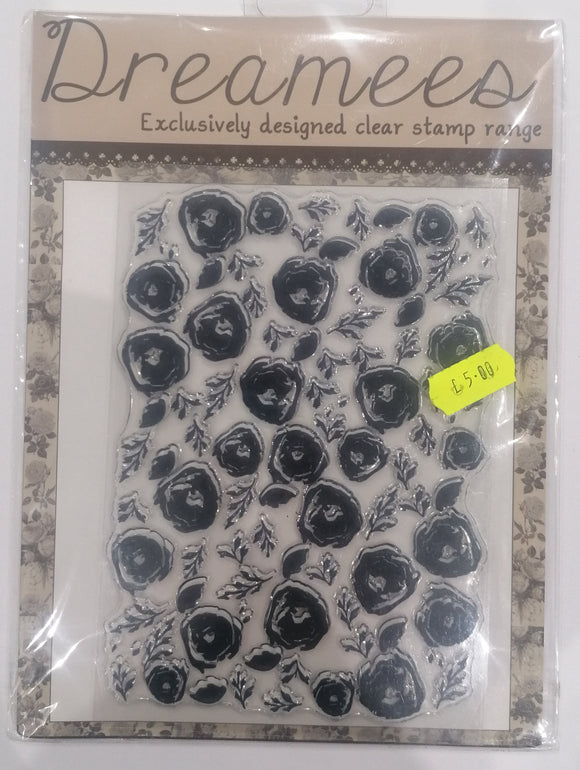 Dreamees
Exclusively designed clear stamp range
£5.00